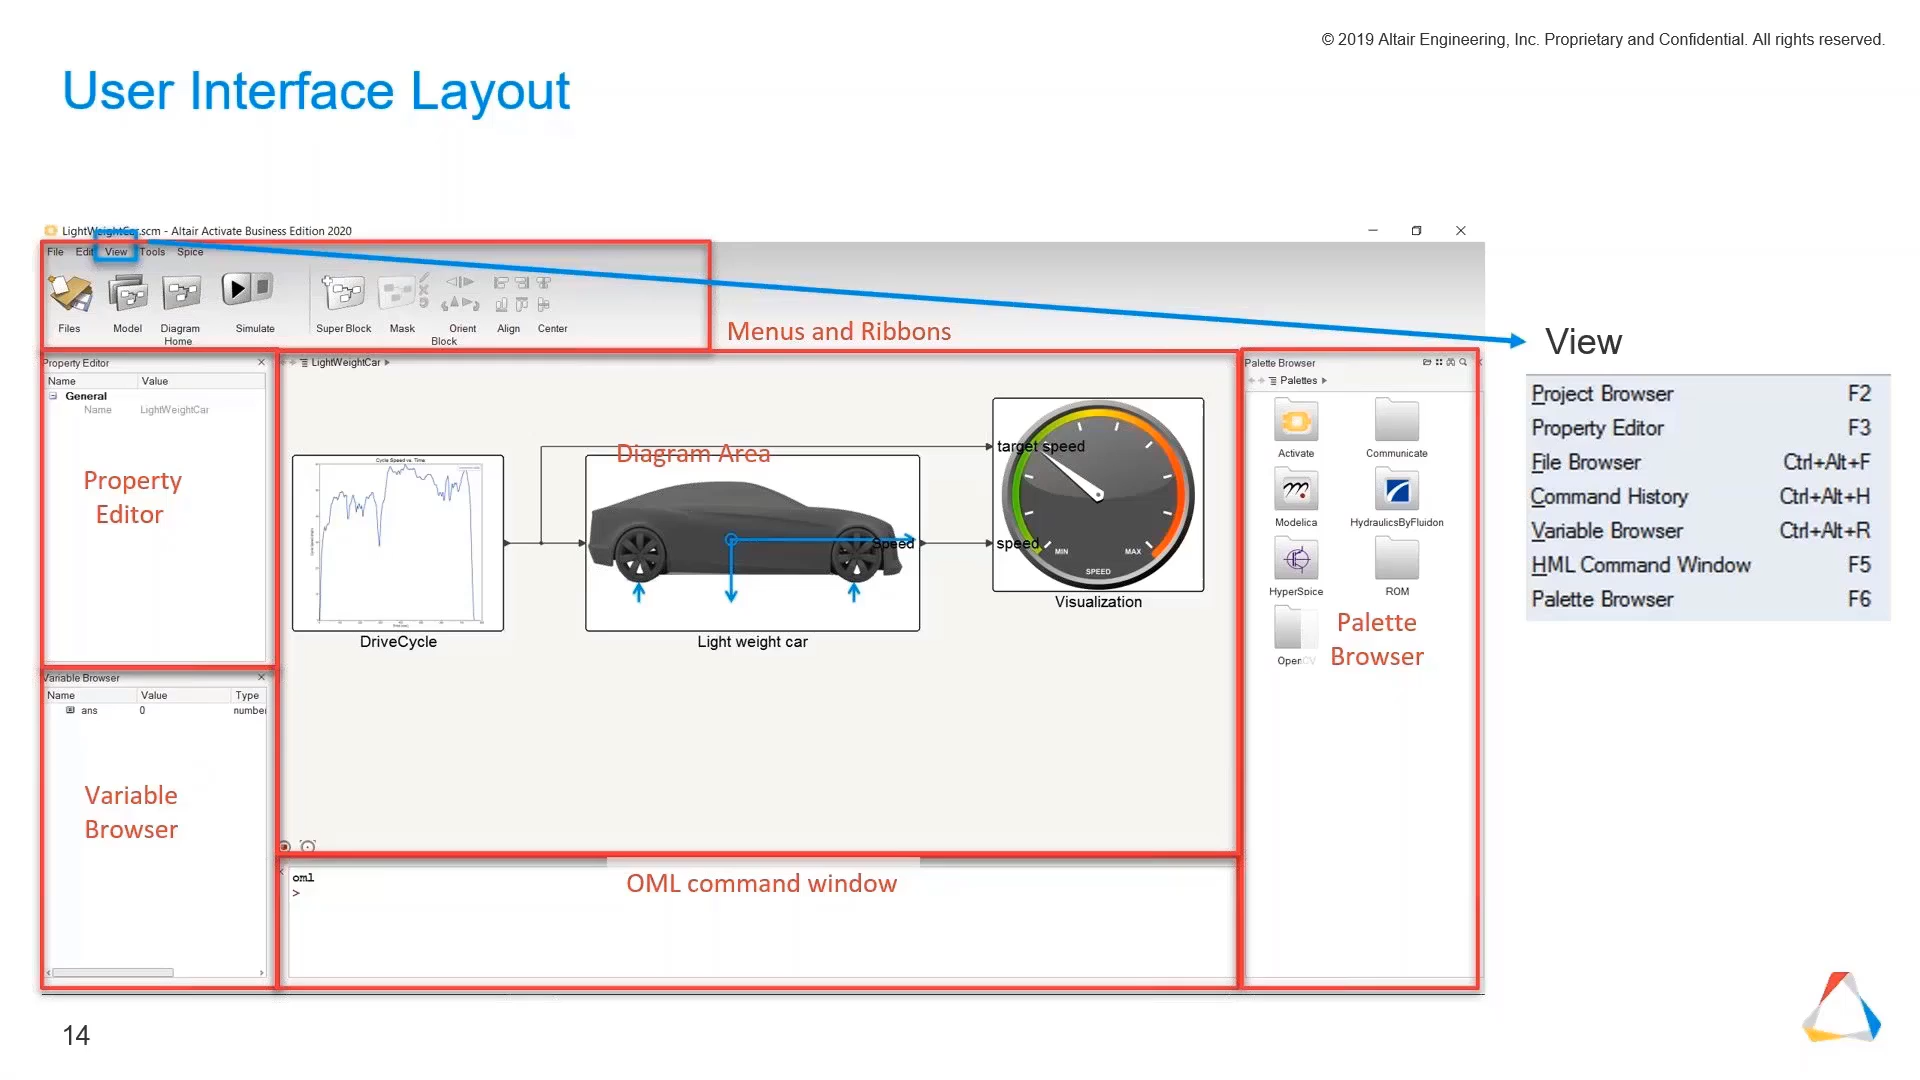 © 2019 Altair Engineering, Inc. Proprietary and Confidential. All rights reserved.
User Interface Layout
LightWeightCar.scm - Altair Activate Business Edition 2020
File Edit View Tools Spice
Files Model Diagram Simulate Super Block Mask Orient Align Center
Home Block
Menus and Ribbons
View
Project Browser F2
Property Editor F3
File Browser Ctrl+Alt+F
Command History Ctrl+Alt+H
Variable Browser Ctrl+Alt+R
HML Command Window F5
Palette Browser F6
Property Editor
Name Value
General
Name LightWeightCar
Property
Editor
LightWeightCar
Diagram Area
Cycle Speed vs. Time
DriveCycle
Speed
Light weight car
target speed
speed
MIN MAX
SPEED
Visualization
Palette Browser
Palettes
Activate Communicate
Modelica HydraulicsByFluidon
HyperSpice ROM
OpenCV
Palette
Browser
Variable Browser
Name Value Type
ans 0 number
Variable
Browser
oml
>
OML command window
14